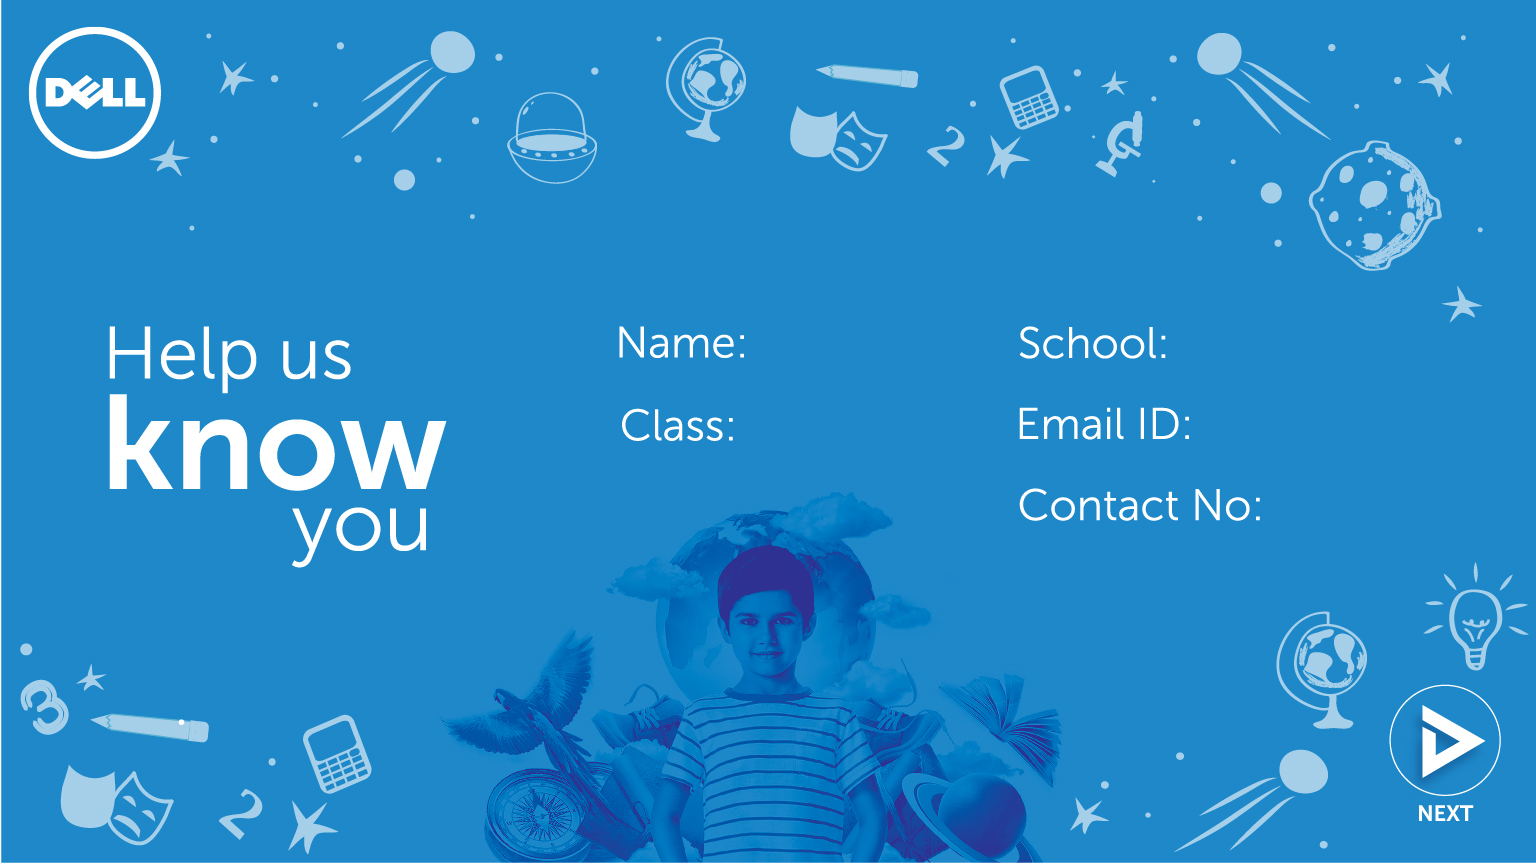 DELL
Help us
know
you
Name:
Class:
School:
Email ID:
Contact No:
3
2
2
NEXT